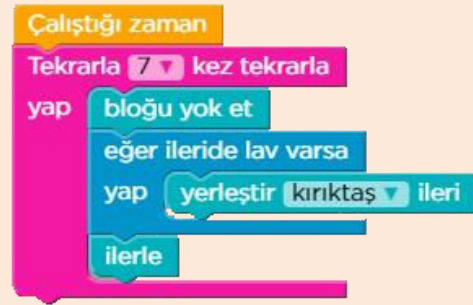 Çalıştığı zaman
Tekrarla 7 kez tekrarla
yap bloğu yok et
eğer ileride lav varsa
yap yerleştir kırıktaş ileri
ilerle